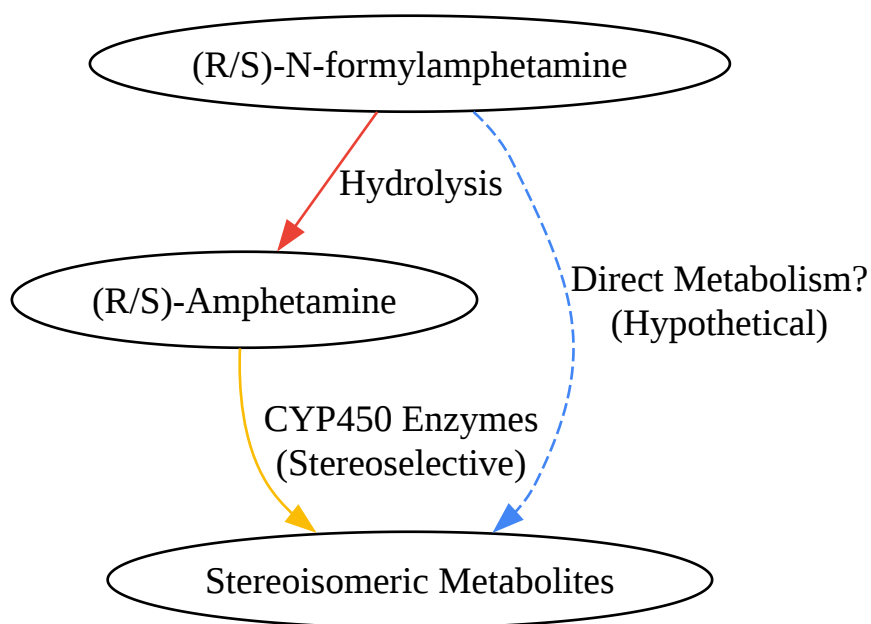 (R/S)-N-formylamphetamine
Hydrolysis
Direct Metabolism?
(Hypothetical)
(R/S)-Amphetamine
CYP450 Enzymes
(Stereoselective)
Stereoisomeric Metabolites